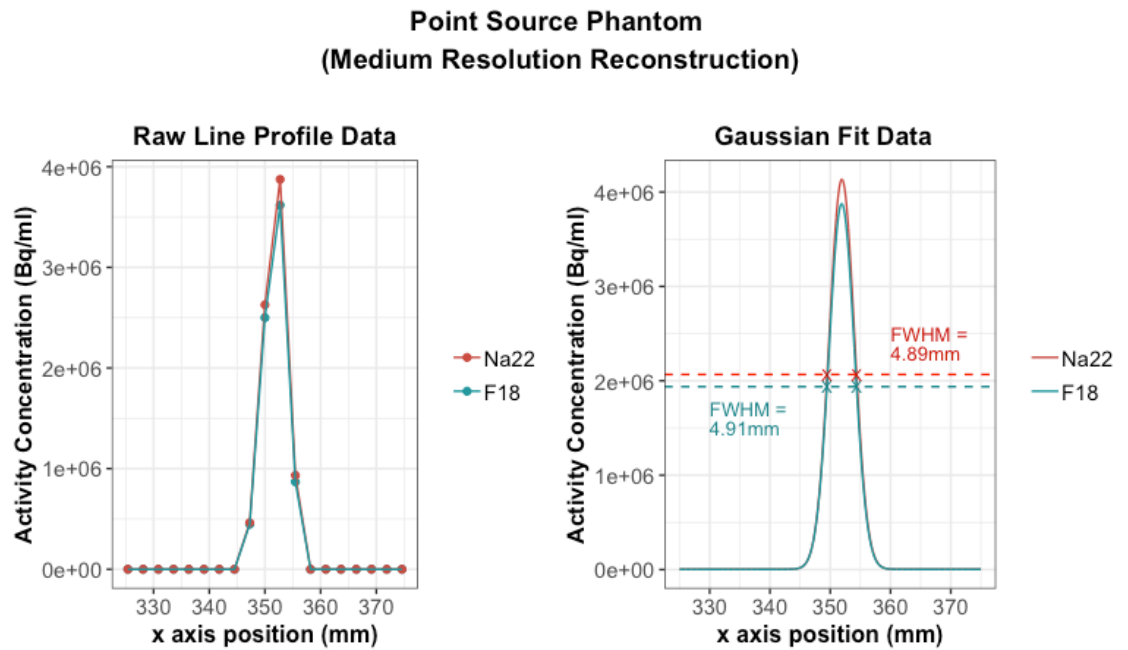 Point Source Phantom
(Medium Resolution Reconstruction)
Raw Line Profile Data
Activity Concentration (Bq/ml)
4e+06
3e+06
2e+06
1e+06
0e+00
330 340 350 360 370
x axis position (mm)
Na22
F18
Gaussian Fit Data
Activity Concentration (Bq/ml)
4e+06
3e+06
2e+06
1e+06
0e+00
FWHM =
4.89mm
FWHM =
4.91mm
330 340 350 360 370
x axis position (mm)
Na22
F18